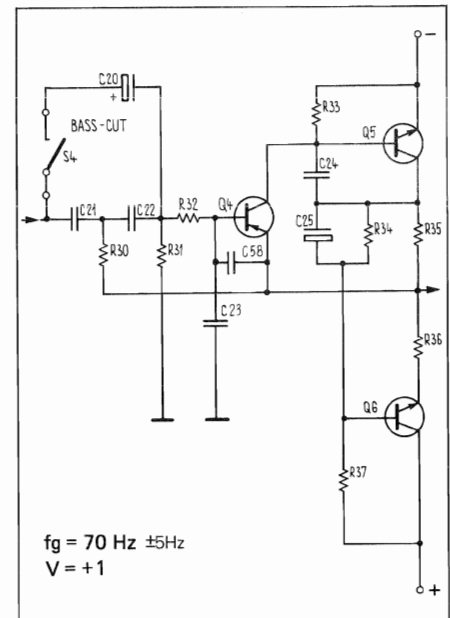 −
C20
+
R33
BASS-CUT
Q5
S4
C24
C21
C22
R32
Q4
C25
R34
R35
R30
R31
C58
C23
R36
Q6
R37
fg = 70 Hz ±5Hz
V = +1
+